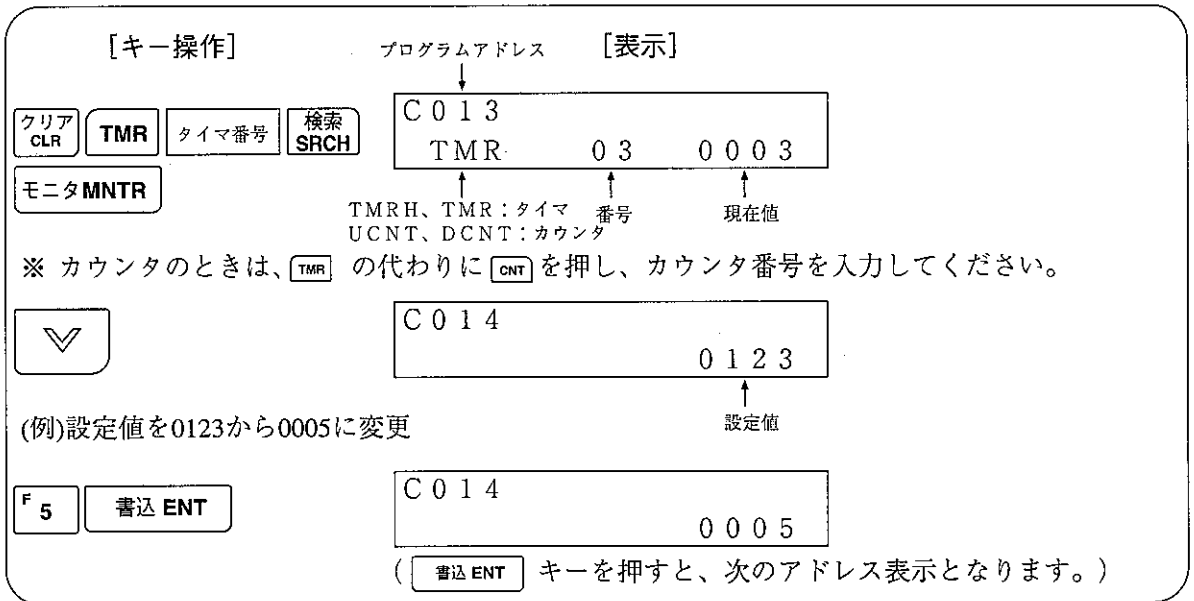 [キー操作] プログラムアドレス [表示]
クリア CLR TMR タイマ番号 検索 SRCH
モニタMNTR
C013
TMR 03 0003
TMRH、TMR:タイマ 番号 現在値
UCNT、DCNT:カウンタ
※ カウンタのときは、TMR の代わりに CNT を押し、カウンタ番号を入力してください。
C014
0123
設定値
(例)設定値を0123から0005に変更
F 5 書込 ENT
C014
0005
( 書込 ENT キーを押すと、次のアドレス表示となります。)